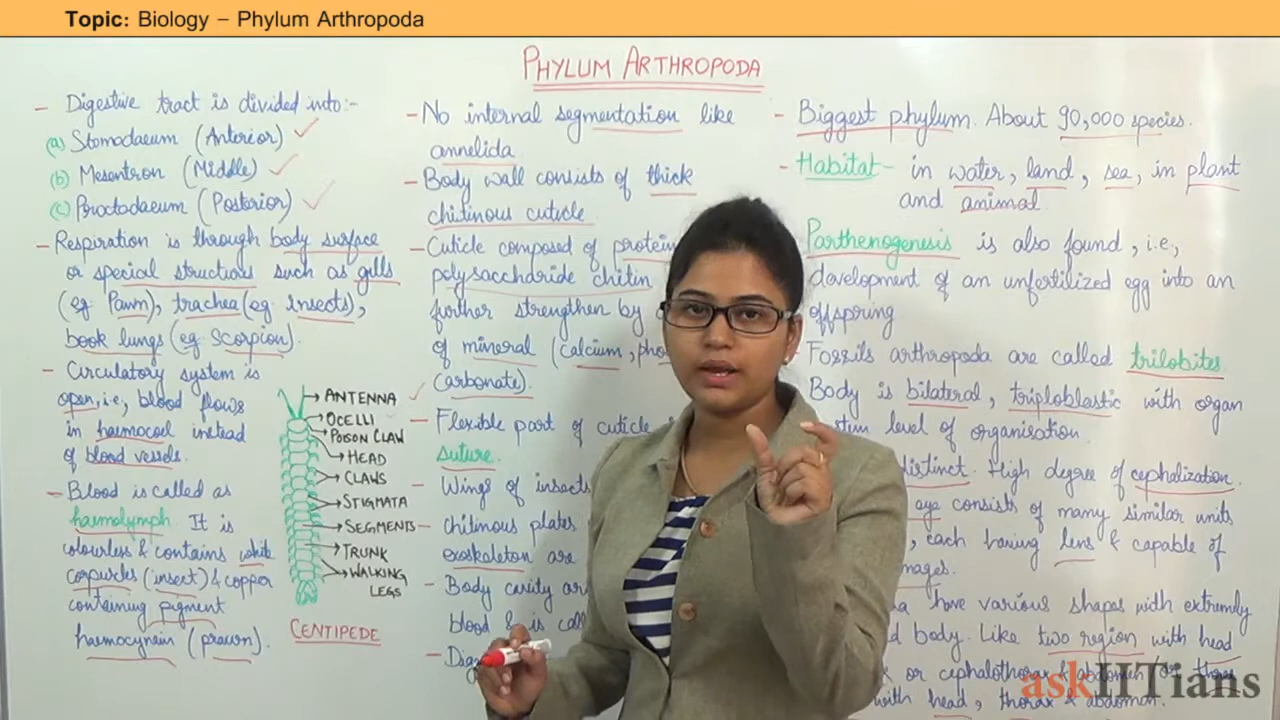 Topic: Biology – Phylum Arthropoda
PHYLUM ARTHROPODA
- Digestive tract is divided into:-
(a) Stomodaeum (Anterior)
(b) Mesentron (Middle)
(c) Proctodaeum (Posterior)
- Respiration is through body surface
or special structures such as gills
(eg: Pawn), trachea (eg: insects),
book lungs (eg: Scorpion).
- Circulatory system is
open, i.e., blood flows
in haemocoel instead
of blood vessels.
- Blood is called as
haemolymph. It is
colourless & contains white
corpuscles (insect) & copper
containing pigment
haemocynein (prawn).
ANTENNA
OCELLI
POISON CLAW
HEAD
CLAWS
STIGMATA
SEGMENTS
TRUNK
WALKING
LEGS
CENTIPEDE
- No internal segmentation like
annelida
- Body wall consists of thick
chitinous cuticle.
- Cuticle composed of protein
polysaccharide chitin
further strengthen by
of mineral (calcium, pho
carbonate).
- Flexible part of cuticle
suture.
- Wings of insects
- chitinous plates
exoskeleton are
- Body cavity are
blood & is call
-
- Biggest phylum. About 90,000 species.
- Habitat - in water, land, sea, in plant
and animal.
Parthenogenesis is also found, i.e.,
development of an unfertilized egg into an
offspring
Fossils arthropoda are called trilobites.
Body is bilateral, triploblastic with organ
level of organisation.
distinct. High degree of cephalization.
eye consists of many similar units
, each having lens & capable of
mages.
have various shapes with extremly
body. Like two region with head
or cephalothorax & abdomen or three
with head, thorax & abdoman.
askIITians